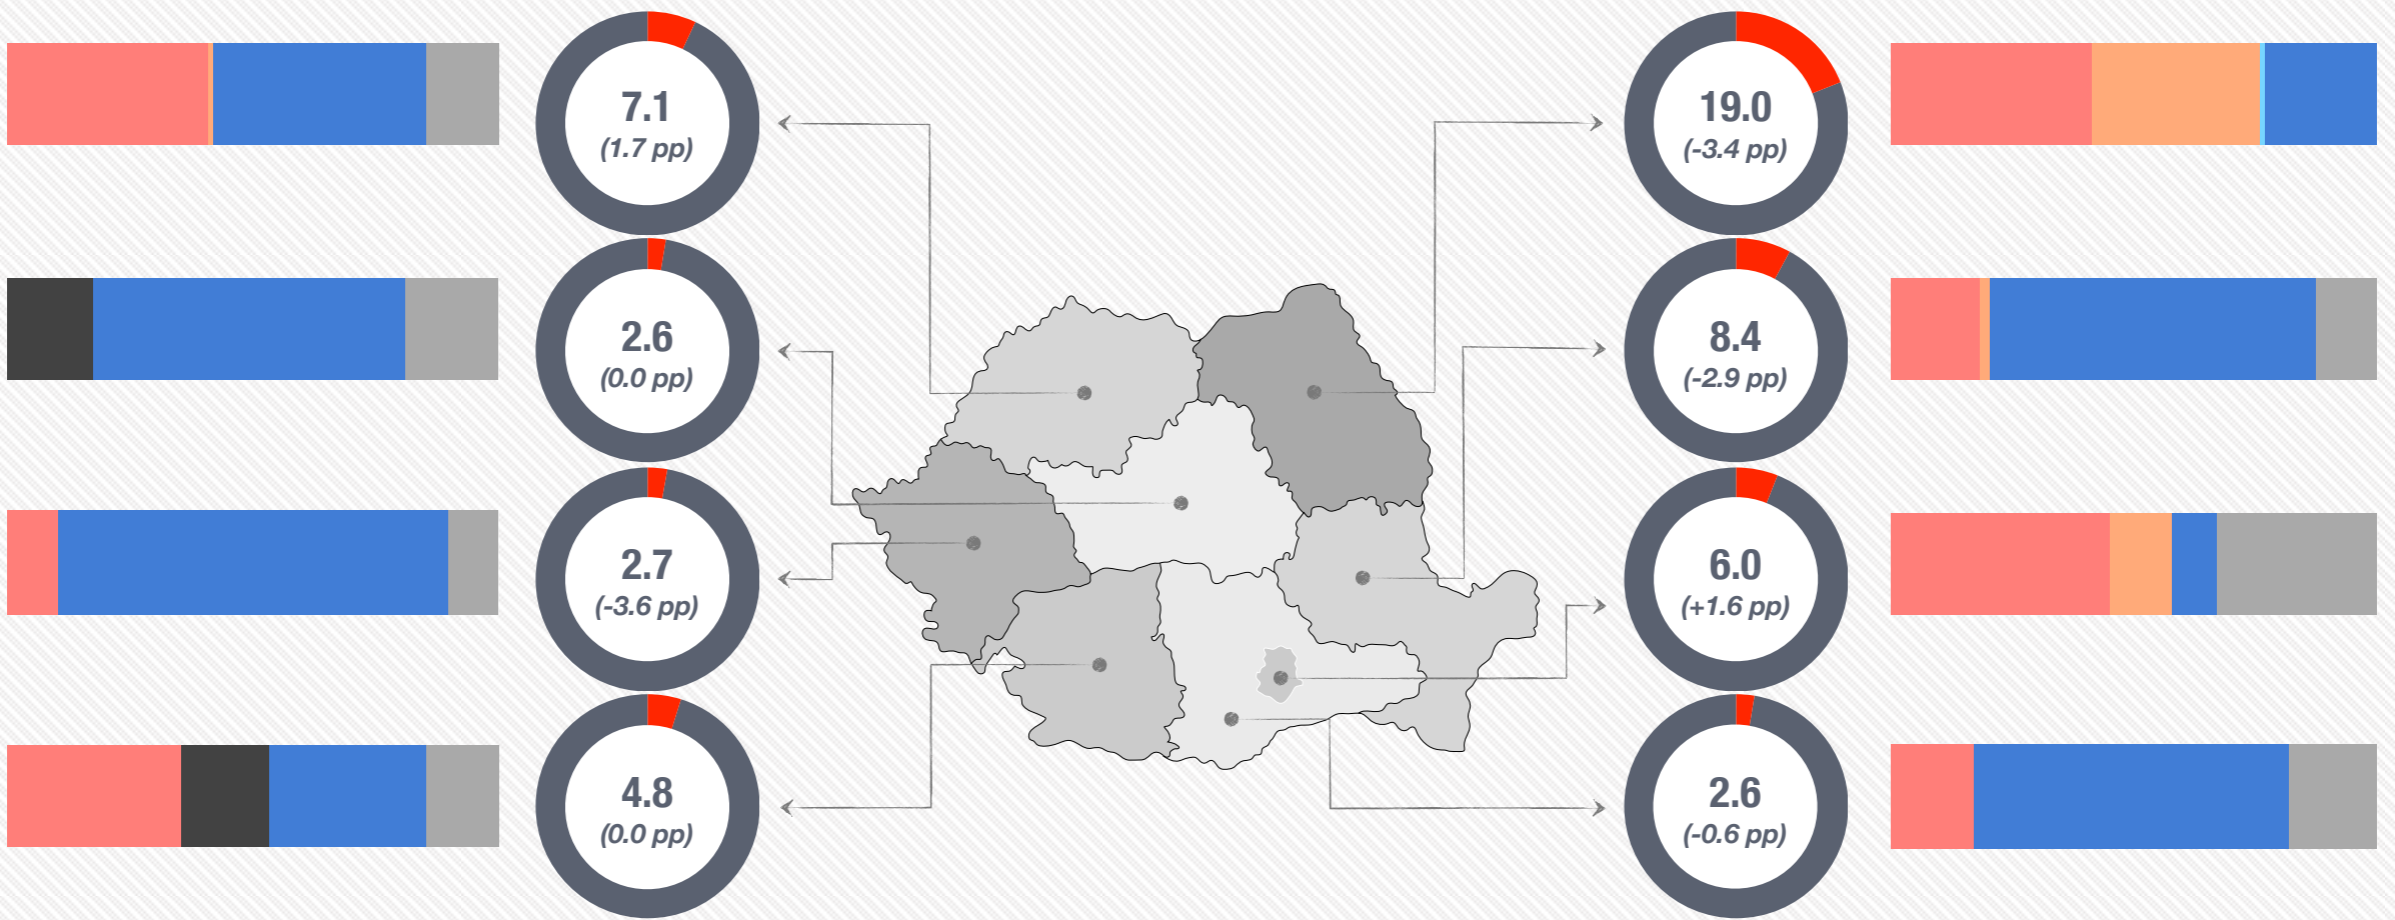 7.1
(1.7 pp)
2.6
(0.0 pp)
2.7
(-3.6 pp)
4.8
(0.0 pp)
19.0
(-3.4 pp)
8.4
(-2.9 pp)
6.0
(+1.6 pp)
2.6
(-0.6 pp)